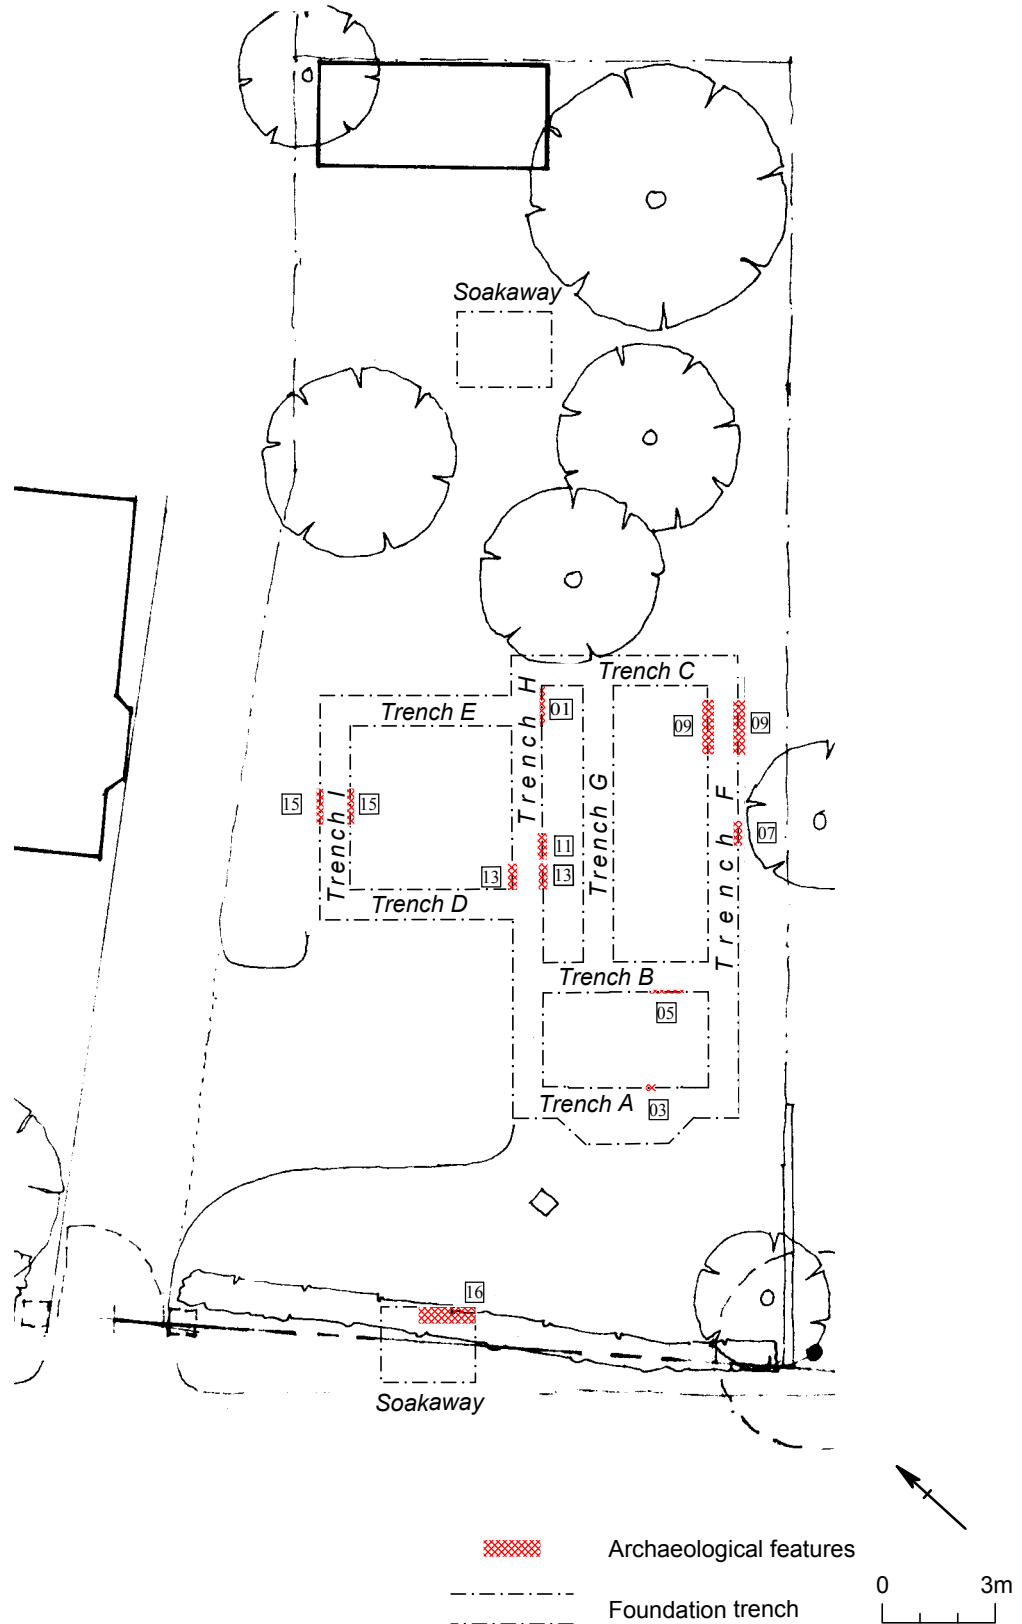 Soakaway
Trench C
Trench H
01
09
09
Trench E
Trench G
Trench F
15
15
Trench I
07
11
13
13
Trench D
Trench B
05
Trench A
03
16
Soakaway
Archaeological features
0 3m
Foundation trench